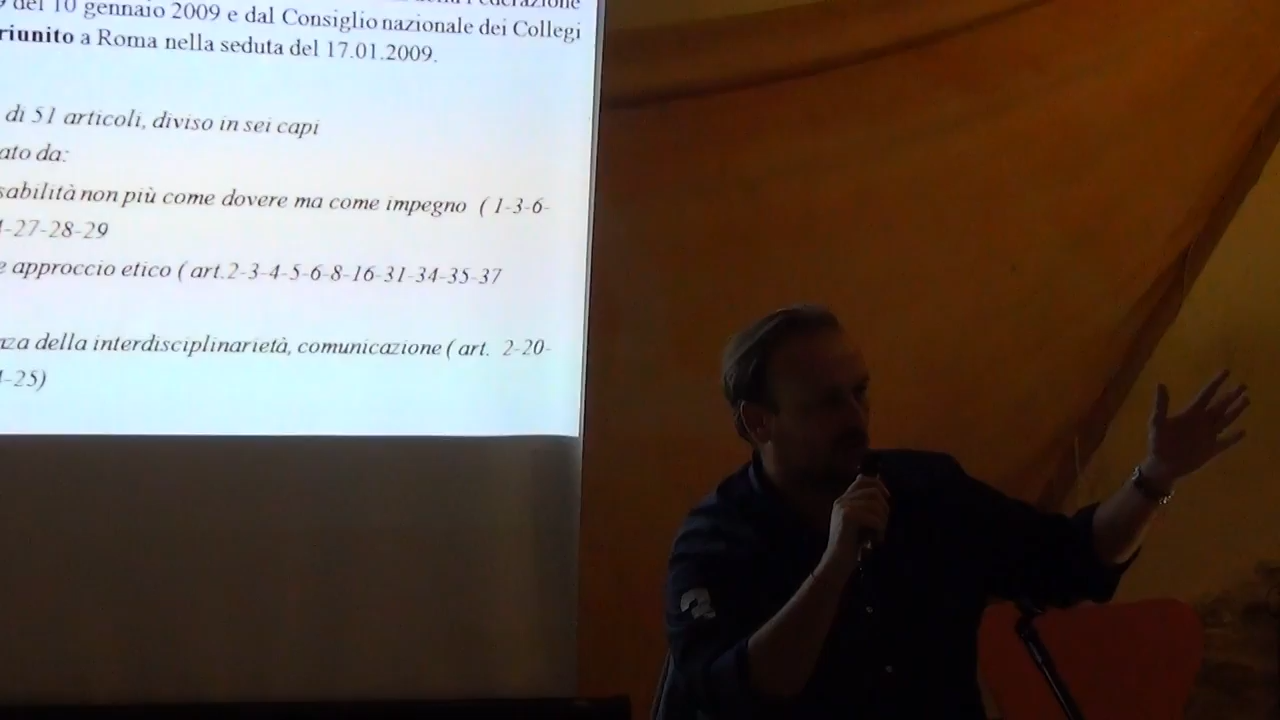 del 10 gennaio 2009 e dal Consiglio nazionale dei Collegi
riunito a Roma nella seduta del 17.01.2009.
di 51 articoli, diviso in sei capi
ato da:
sabilità non più come dovere ma come impegno ( 1-3-6-
-27-28-29
e approccio etico ( art.2-3-4-5-6-8-16-31-34-35-37
nza della interdisciplinarietà, comunicazione ( art. 2-20-
-25)